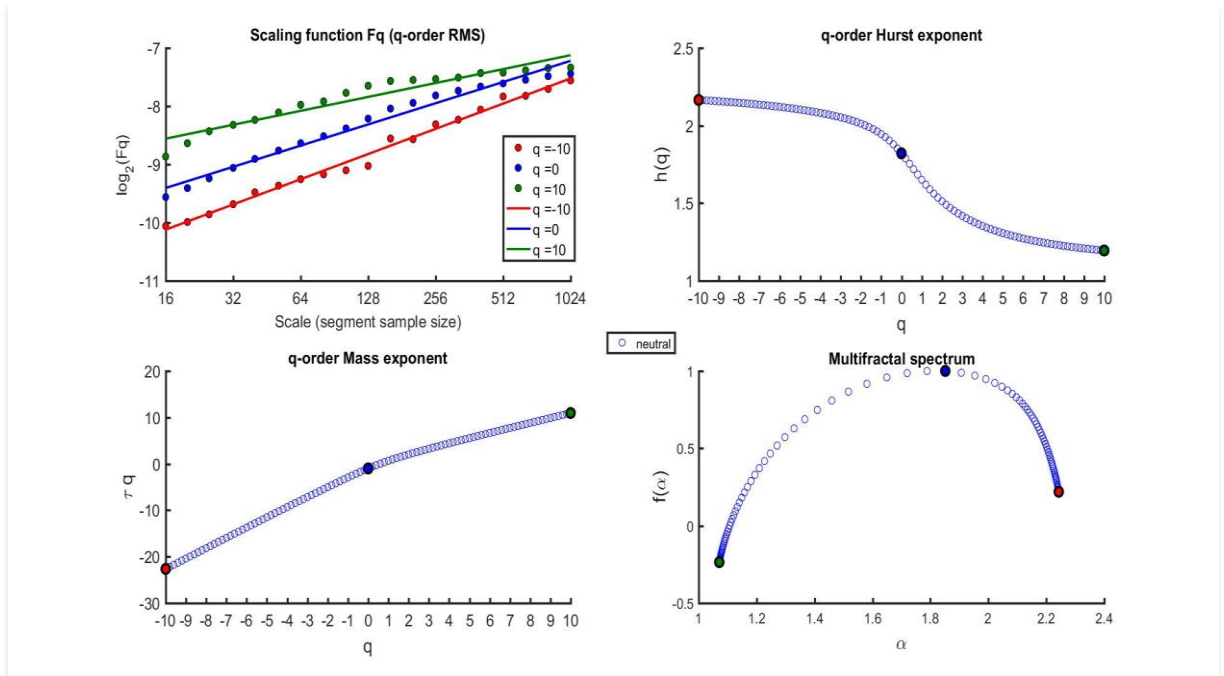 Scaling function Fq (q-order RMS)
-7
-8
-9
-10
-11
log2(Fq)
16 32 64 128 256 512 1024
Scale (segment sample size)
q =-10
q =0
q =10
q =-10
q =0
q =10
q-order Hurst exponent
2.5
2
1.5
1
h(q)
-10 -9 -8 -7 -6 -5 -4 -3 -2 -1 0 1 2 3 4 5 6 7 8 9 10
q
neutral
q-order Mass exponent
20
10
0
-10
-20
-30
τ q
-10 -9 -8 -7 -6 -5 -4 -3 -2 -1 0 1 2 3 4 5 6 7 8 9 10
q
Multifractal spectrum
1
0.5
0
-0.5
f(α)
1 1.2 1.4 1.6 1.8 2 2.2 2.4
α